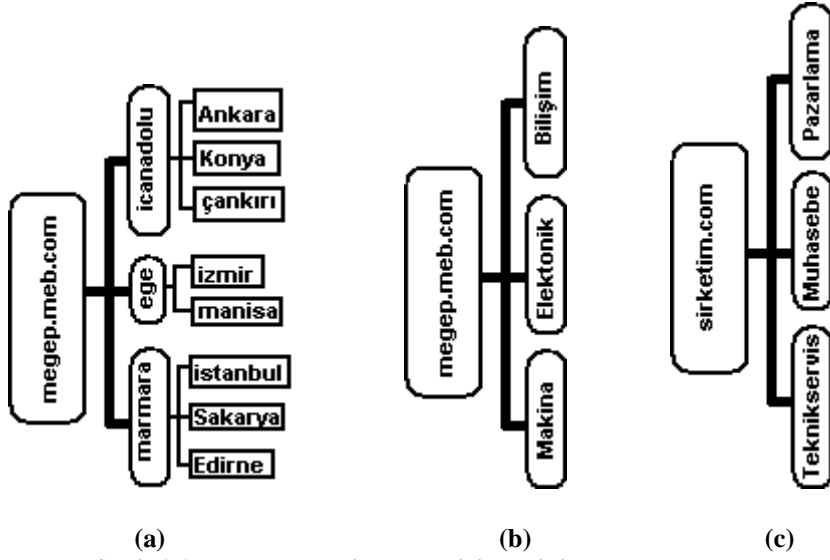 megep.meb.com
icanadolu
Ankara
Konya
çankırı
ege
izmir
manisa
marmara
istanbul
Sakarya
Edirne
(a)
megep.meb.com
Bilişim
Elektonik
Makina
(b)
sirketim.com
Pazarlama
Muhasebe
Teknikservis
(c)